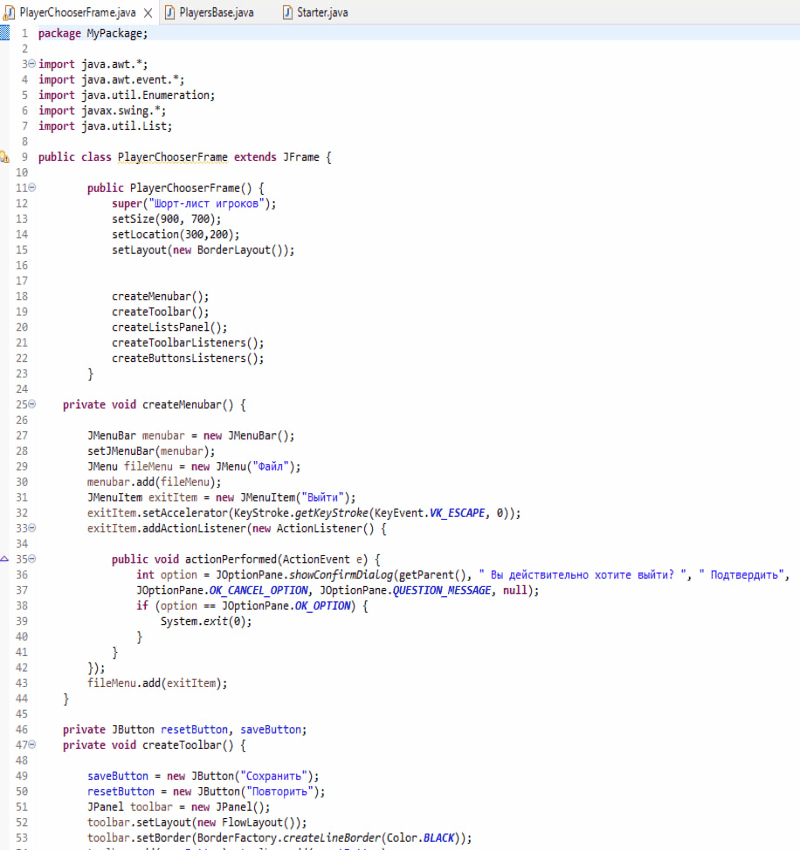 PlayerChooserFrame.java PlayersBase.java Starter.java
1 package MyPackage;
2
3 import java.awt.*;
4 import java.awt.event.*;
5 import java.util.Enumeration;
6 import javax.swing.*;
7 import java.util.List;
8
9 public class PlayerChooserFrame extends JFrame {
10
11 public PlayerChooserFrame() {
12 super("Шорт-лист игроков");
13 setSize(900, 700);
14 setLocation(300,200);
15 setLayout(new BorderLayout());
16
17
18 createMenubar();
19 createToolbar();
20 createListsPanel();
21 createToolbarListeners();
22 createButtonsListeners();
23 }
24
25 private void createMenubar() {
26
27 JMenuBar menubar = new JMenuBar();
28 setJMenuBar(menubar);
29 JMenu fileMenu = new JMenu("Файл");
30 menubar.add(fileMenu);
31 JMenuItem exitItem = new JMenuItem("Выйти");
32 exitItem.setAccelerator(KeyStroke.getKeyStroke(KeyEvent.VK_ESCAPE, 0));
33 exitItem.addActionListener(new ActionListener() {
34
35 public void actionPerformed(ActionEvent e) {
36 int option = JOptionPane.showConfirmDialog(getParent(), " Вы действительно хотите выйти? ", " Подтвердить",
37 JOptionPane.OK_CANCEL_OPTION, JOptionPane.QUESTION_MESSAGE, null);
38 if (option == JOptionPane.OK_OPTION) {
39 System.exit(0);
40 }
41 }
42 });
43 fileMenu.add(exitItem);
44 }
45
46 private JButton resetButton, saveButton;
47 private void createToolbar() {
48
49 saveButton = new JButton("Сохранить");
50 resetButton = new JButton("Повторить");
51 JPanel toolbar = new JPanel();
52 toolbar.setLayout(new FlowLayout());
53 toolbar.setBorder(BorderFactory.createLineBorder(Color.BLACK));